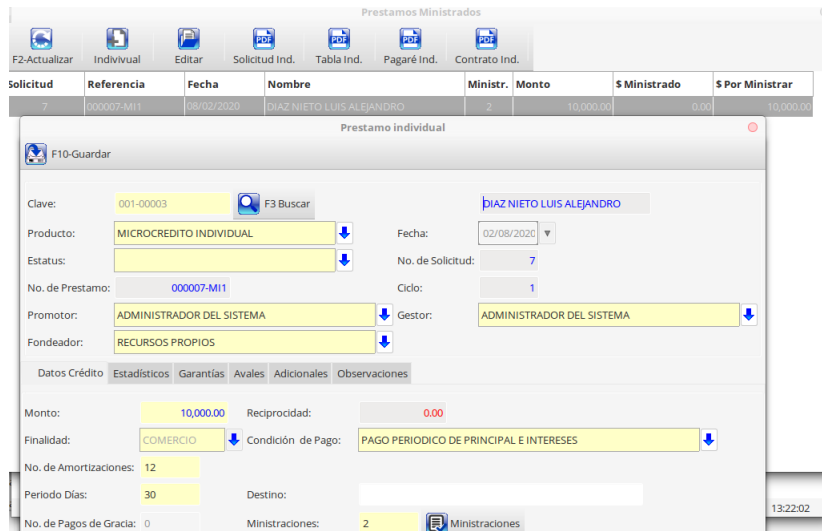 Prestamos Ministrados
F2-Actualizar Indivivual Editar Solicitud Ind. Tabla Ind. Pagaré Ind. Contrato Ind.
Solicitud Referencia Fecha Nombre Ministr. Monto $ Ministrado $ Por Ministrar
7 000007-MI1 08/02/2020 DIAZ NIETO LUIS ALEJANDRO 2 10,000.00 0.00 10,000.00
Prestamo individual
F10-Guardar
Clave: 001-00003 F3 Buscar DIAZ NIETO LUIS ALEJANDRO
Producto: MICROCREDITO INDIVIDUAL Fecha: 02/08/2020
Estatus: No. de Solicitud: 7
No. de Prestamo: 000007-MI1 Ciclo: 1
Promotor: ADMINISTRADOR DEL SISTEMA Gestor: ADMINISTRADOR DEL SISTEMA
Fondeador: RECURSOS PROPIOS
Datos Crédito Estadísticos Garantías Avales Adicionales Observaciones
Monto: 10,000.00 Reciprocidad: 0.00
Finalidad: COMERCIO Condición de Pago: PAGO PERIODICO DE PRINCIPAL E INTERESES
No. de Amortizaciones: 12
Periodo Días: 30 Destino:
13:22:02
No. de Pagos de Gracia: 0 Ministraciones: 2 Ministraciones